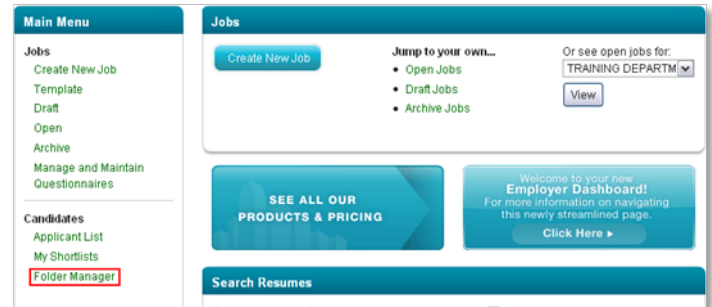 Main Menu
Jobs
Create New Job
Template
Draft
Open
Archive
Manage and Maintain
Questionnaires
Candidates
Applicant List
My Shortlists
Folder Manager
Jobs
Create New Job
Jump to your own...
• Open Jobs
• Draft Jobs
• Archive Jobs
Or see open jobs for:
TRAINING DEPARTM
View
SEE ALL OUR
PRODUCTS & PRICING
Welcome to your new
Employer Dashboard!
For more information on navigating
this newly streamlined page.
Click Here ►
Search Resumes